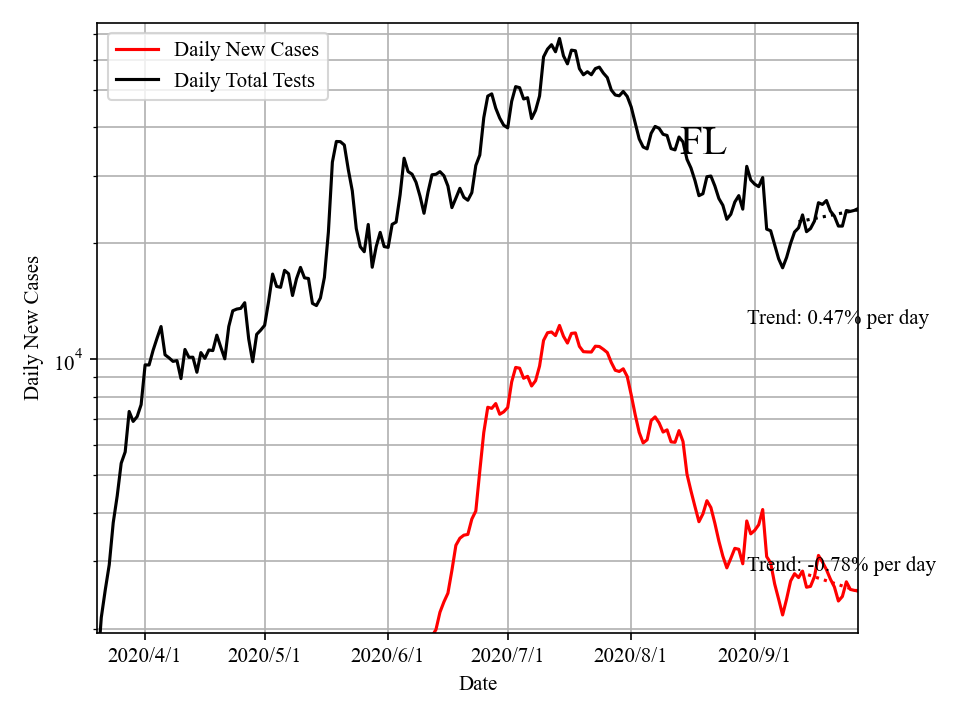 Daily New Cases
Daily Total Tests
FL
Daily New Cases
10^4
Trend: 0.47% per day
Trend: -0.78% per day
2020/4/1 2020/5/1 2020/6/1 2020/7/1 2020/8/1 2020/9/1
Date